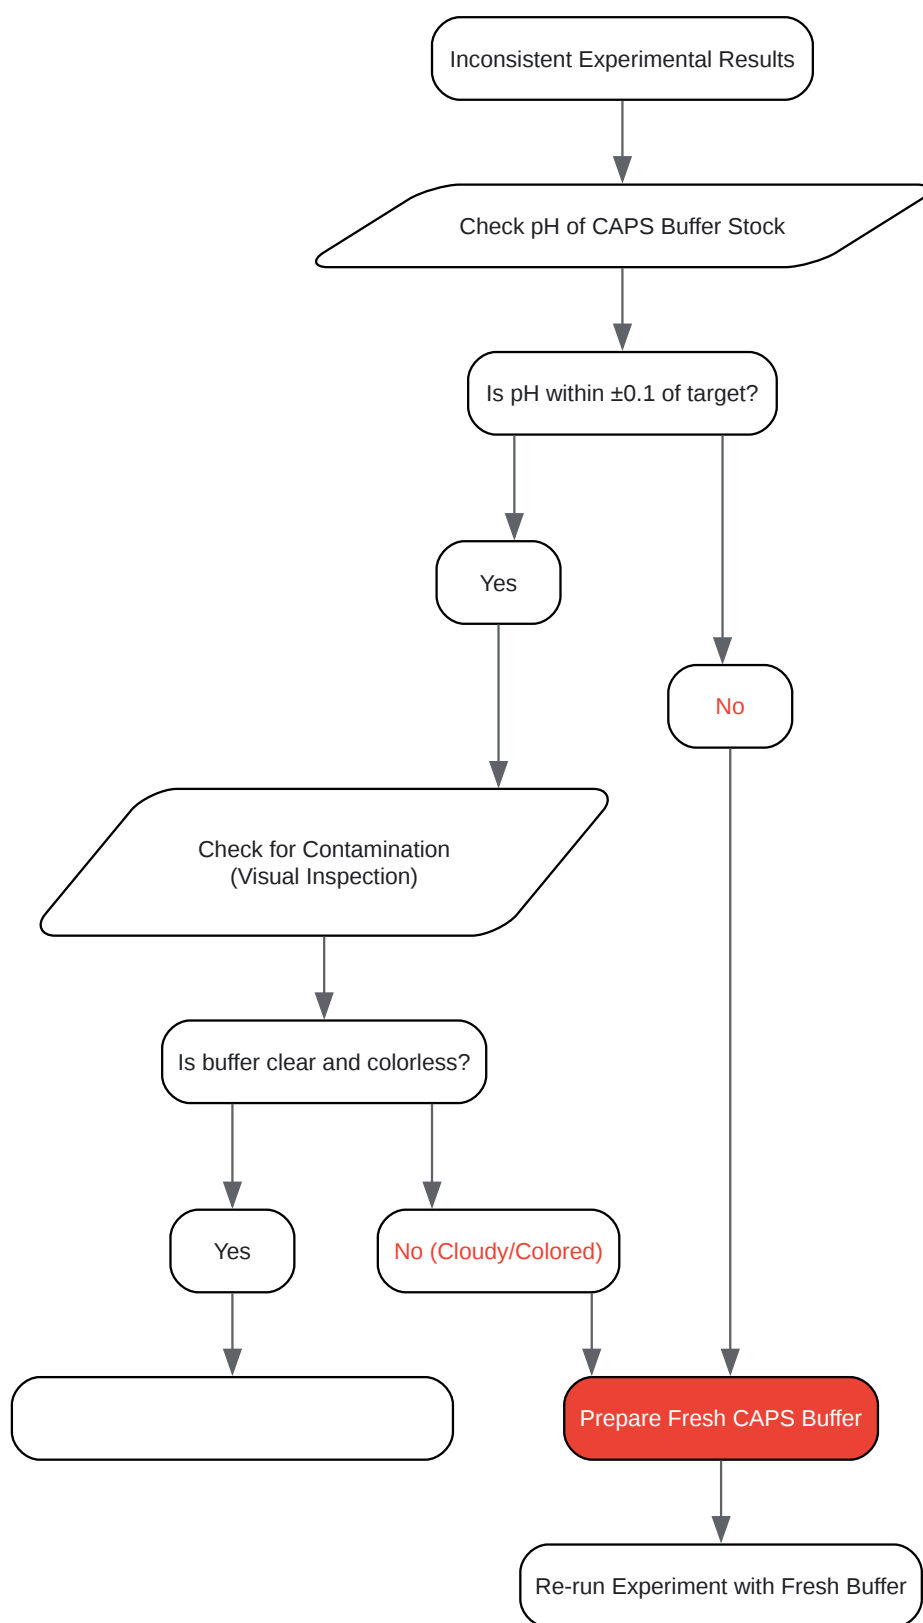 Inconsistent Experimental Results
Check pH of CAPS Buffer Stock
Is pH within ±0.1 of target?
Yes
No
Check for Contamination
(Visual Inspection)
Is buffer clear and colorless?
Yes
No (Cloudy/Colored)
Prepare Fresh CAPS Buffer
Re-run Experiment with Fresh Buffer